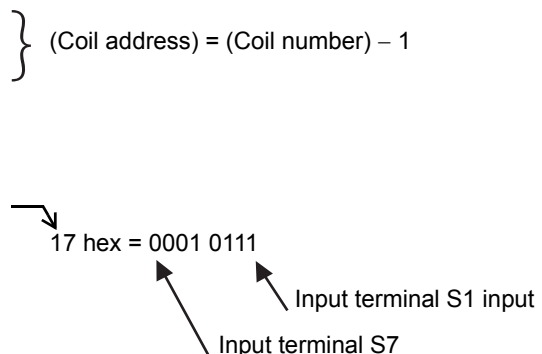 (Coil address) = (Coil number) − 1
17 hex = 0001 0111
Input terminal S1 input
Input terminal S7